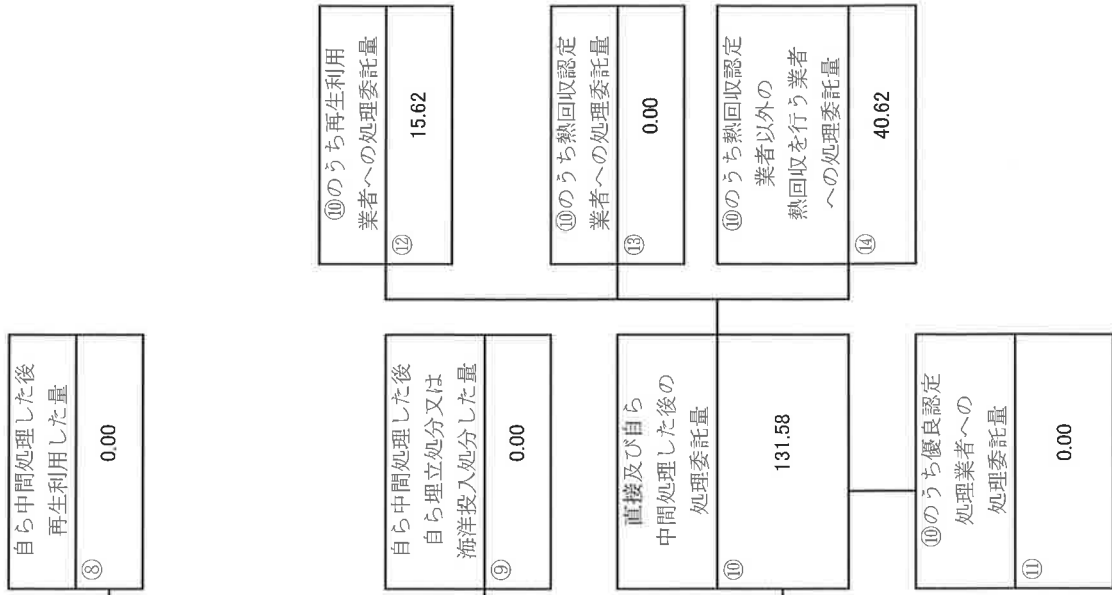 自ら中間処理した後
再生利用した量
⑧
0.00
自ら中間処理した後
自ら埋立処分又は
海洋投入処分した量
⑨
0.00
直接及び自ら
中間処理した後の
処理委託量
⑩
131.58
⑩のうち優良認定
処理業者への
処理委託量
⑪
0.00
⑩のうち再生利用
業者への処理委託量
⑫
15.62
⑩のうち熱回収認定
業者への処理委託量
⑬
0.00
⑩のうち熱回収認定
業者以外の
熱回収を行う業者
への処理委託量
⑭
40.62